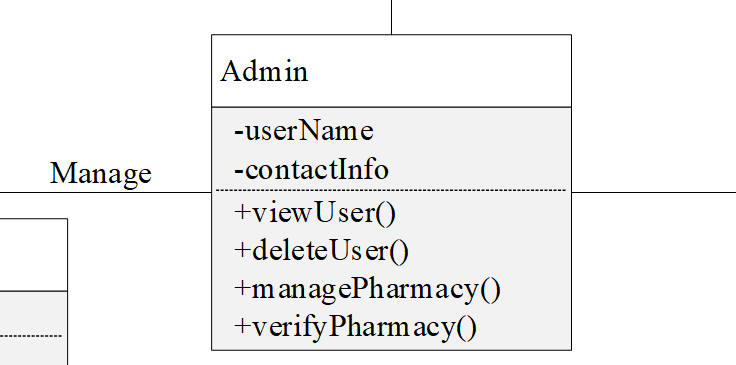 Admin
-userName
-contactInfo
Manage
+viewUser()
+deleteUser()
+managePharmacy()
+verifyPharmacy()